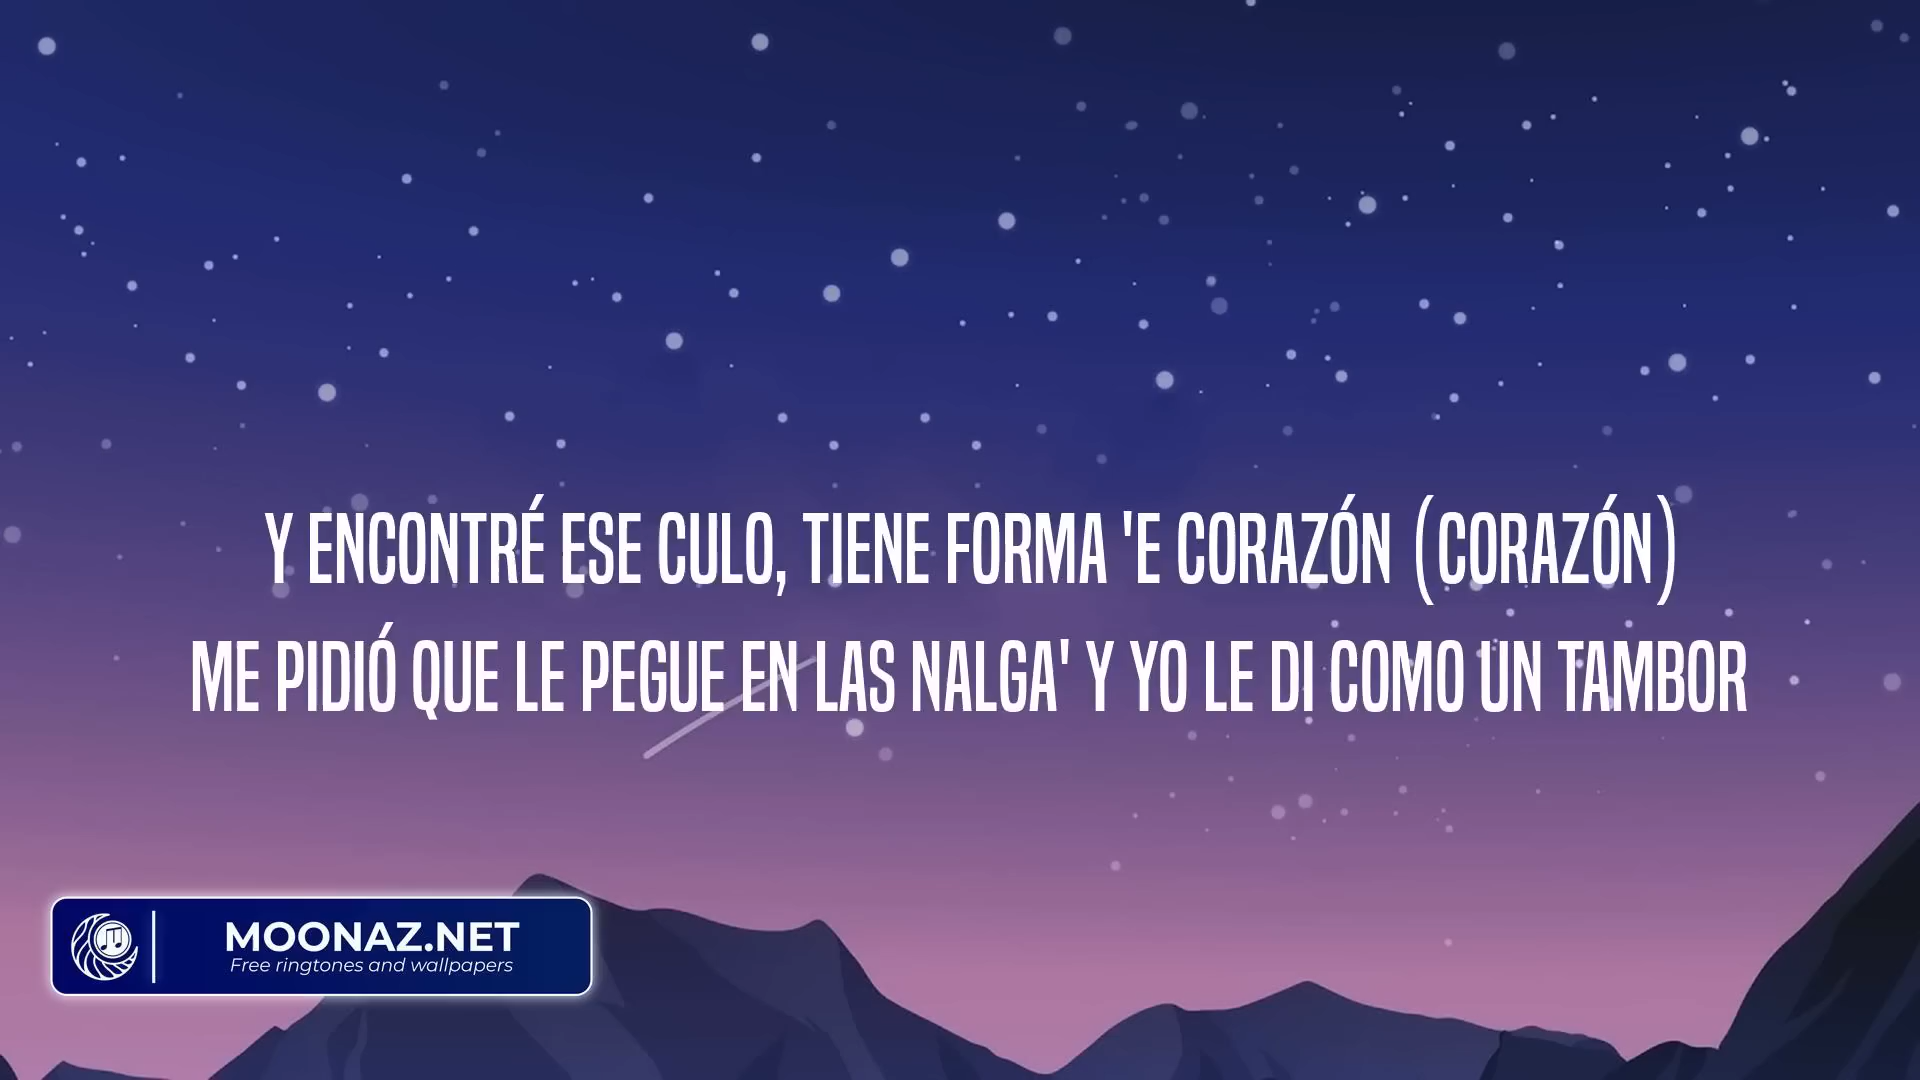 Y ENCONTRÉ ESE CULO, TIENE FORMA 'E CORAZÓN (CORAZÓN)
ME PIDIÓ QUE LE PEGUE EN LAS NALGA' Y YO LE DI COMO UN TAMBOR
MOONAZ.NET
Free ringtones and wallpapers